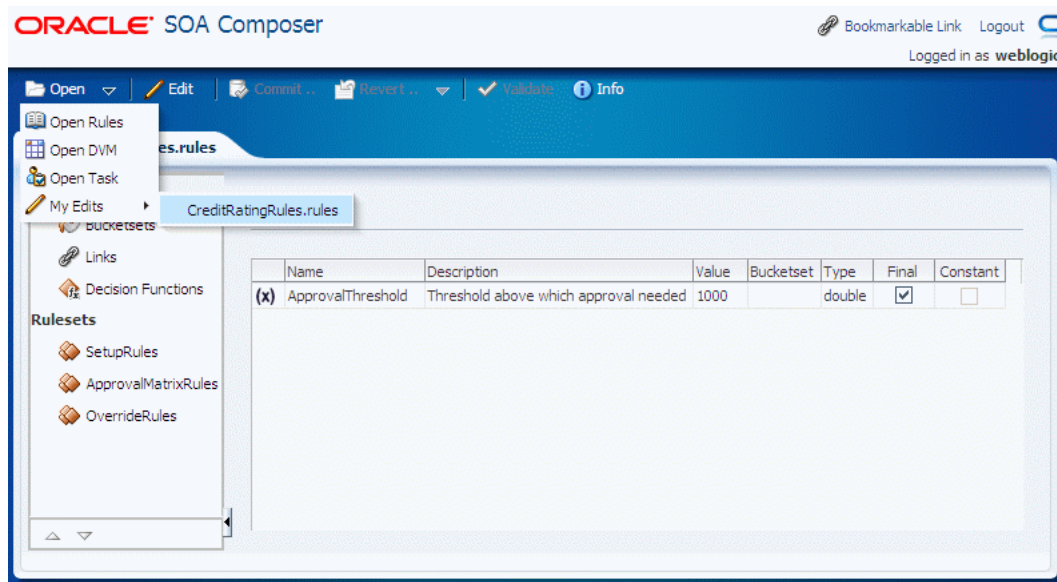 ORACLE SOA Composer
Bookmarkable Link Logout
Logged in as weblogic
Open Edit Commit .. Revert .. Validate Info
Open Rules
Open DVM
es.rules
Open Task
My Edits
CreditRatingRules.rules
Bucketsets
Links
Decision Functions
Rulesets
SetupRules
ApprovalMatrixRules
OverrideRules
Name Description Value Bucketset Type Final Constant
(x) ApprovalThreshold Threshold above which approval needed 1000 double